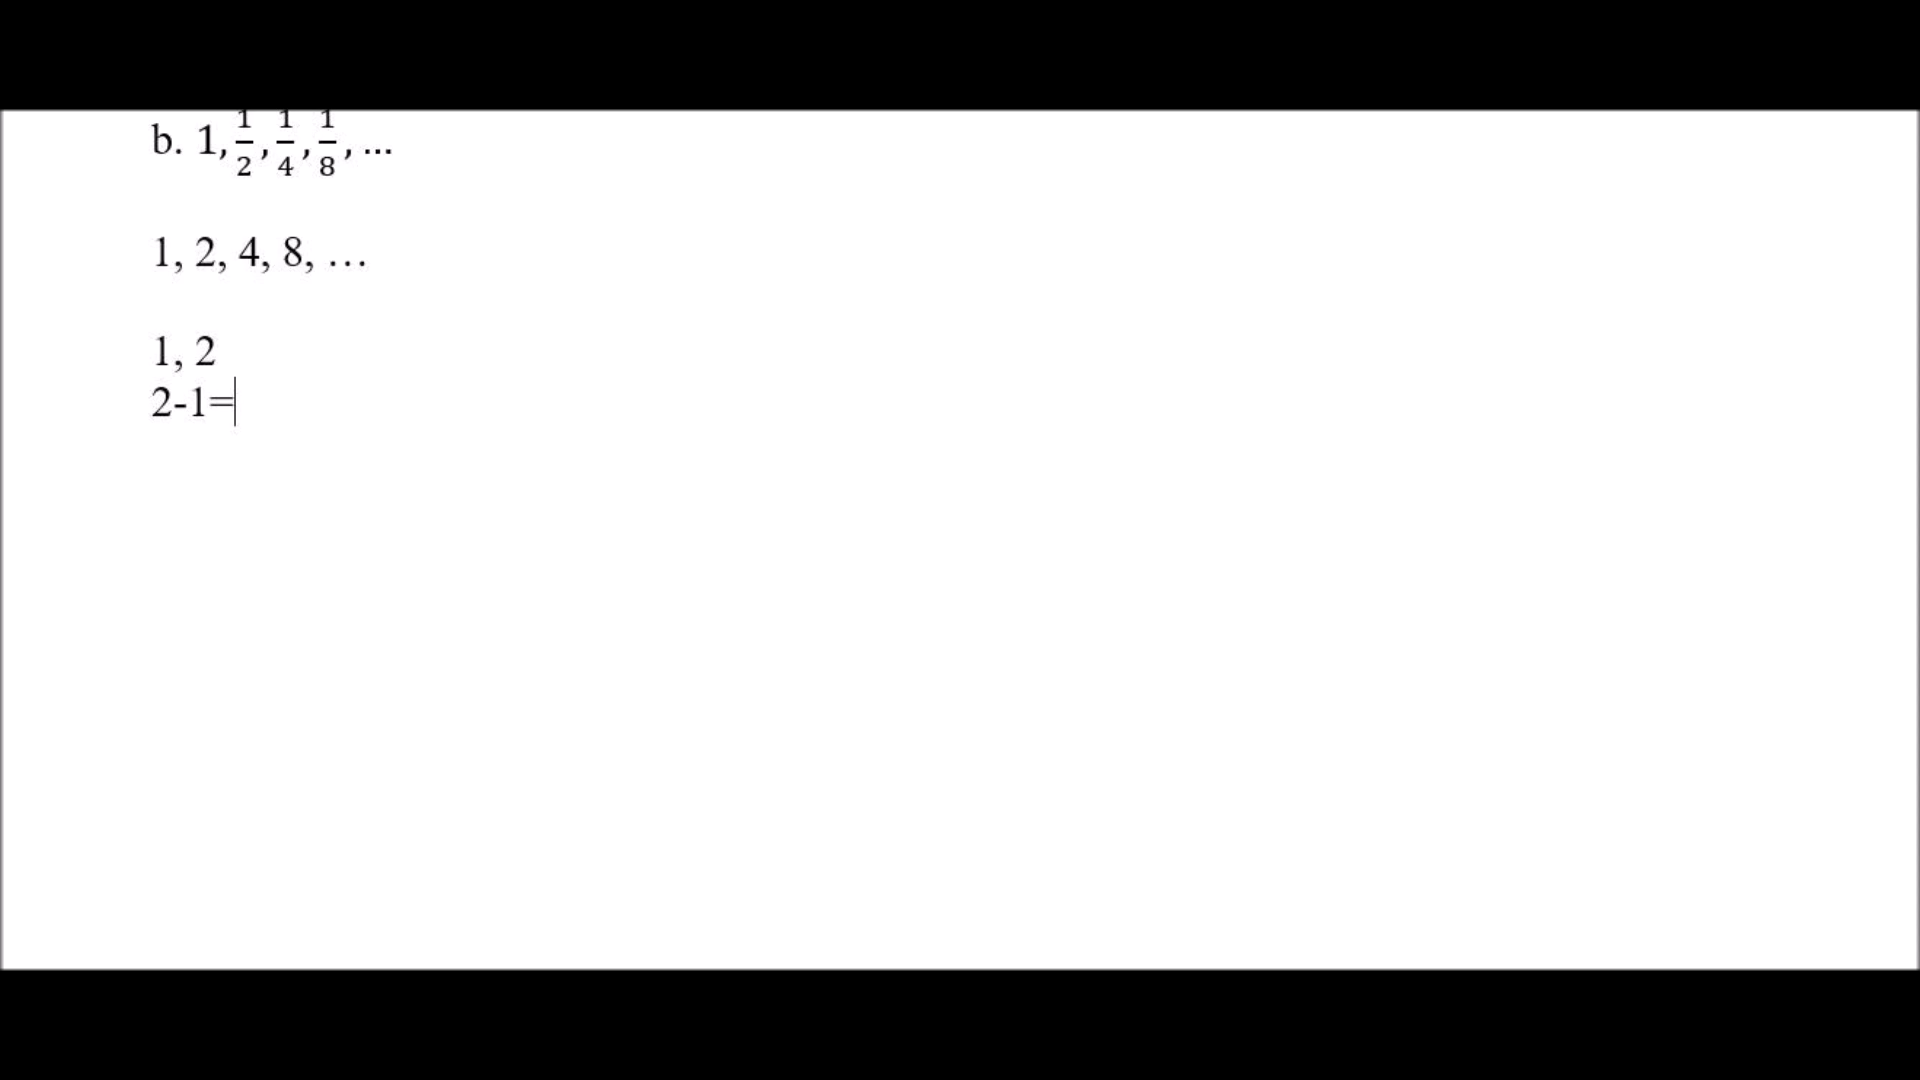 b. 1, 1/2, 1/4, 1/8, ...
1, 2, 4, 8, …
1, 2
2-1=